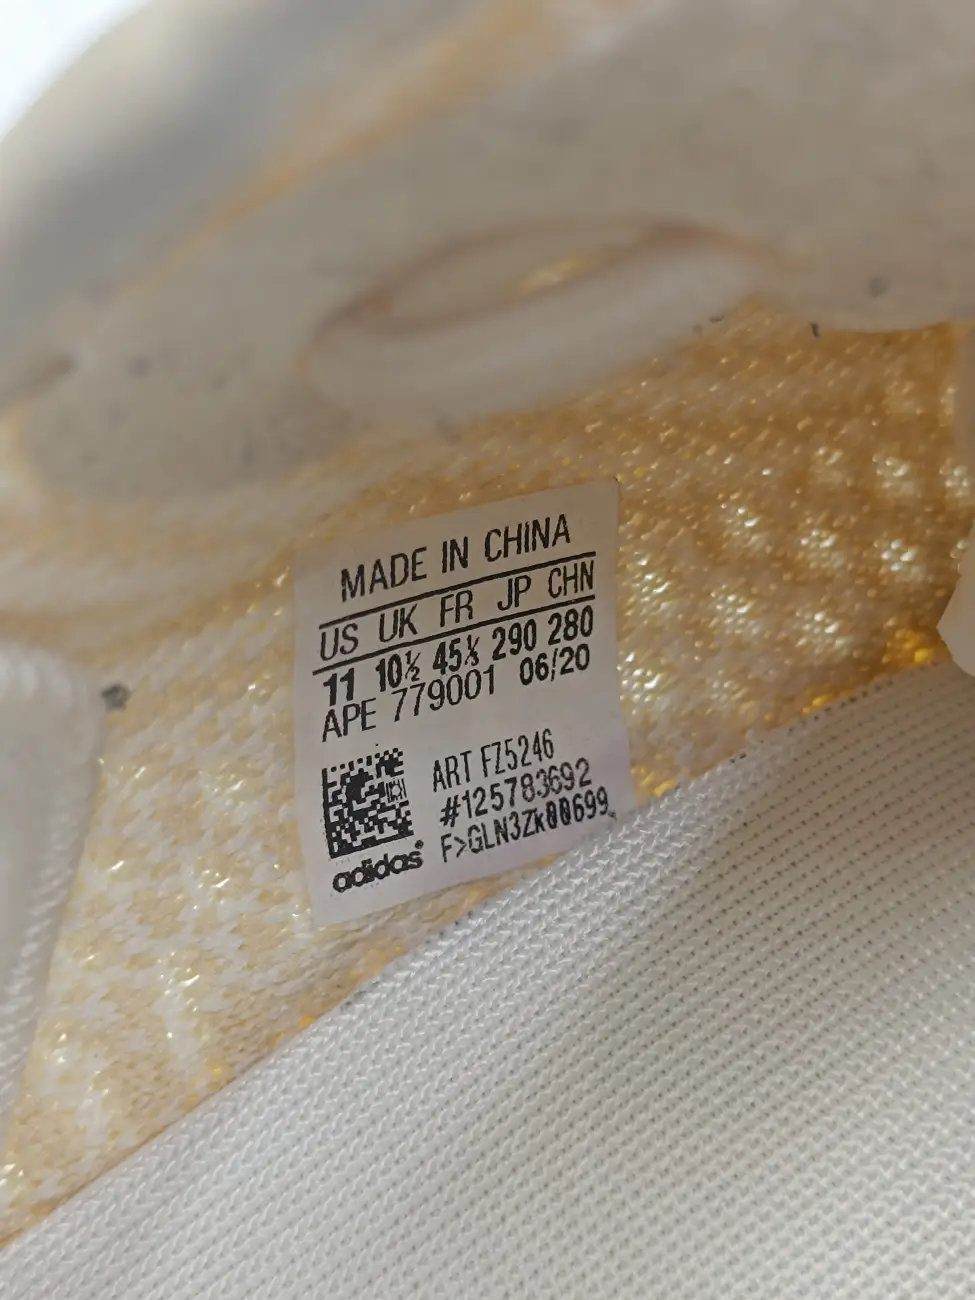 MADE IN CHINA
US UK FR JP CHN
11 10½ 45⅓ 290 280
APE 779001 06/20
ART FZ5246
#125783692
F>GLN3Zk00699
adidas